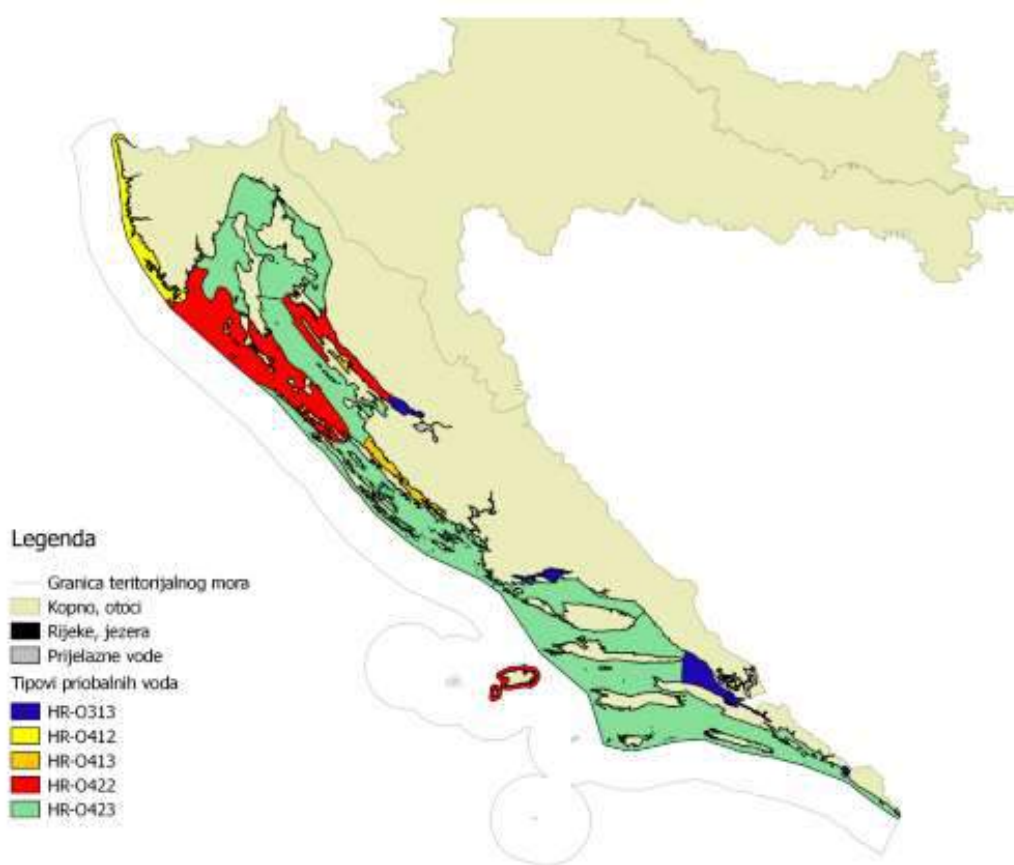 Legenda
Granica teritorijalnog mora
Kopno, otoci
Rijeke, jezera
Prijelazne vode
Tipovi priobalnih voda
HR-O313
HR-O412
HR-O413
HR-O422
HR-O423